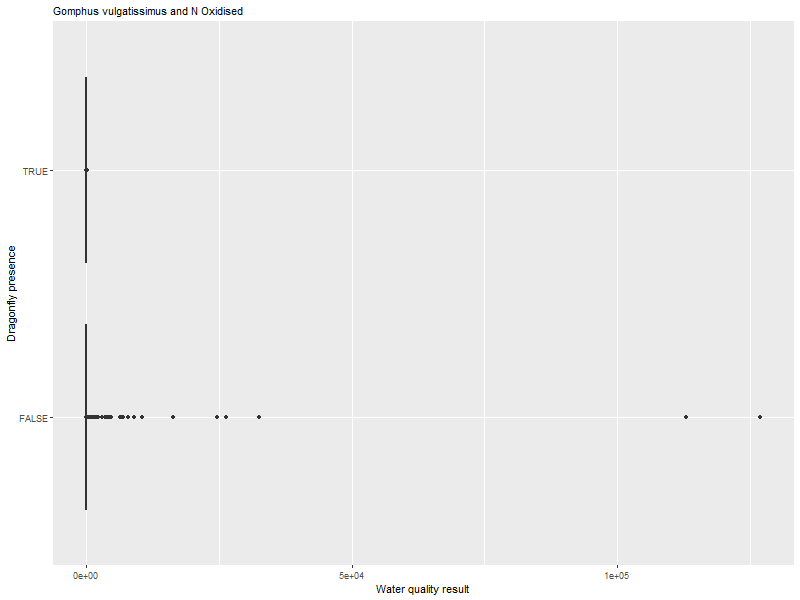 Gomphus vulgatissimus and N Oxidised
TRUE
FALSE
Dragonfly presence
0e+00
5e+04
1e+05
Water quality result